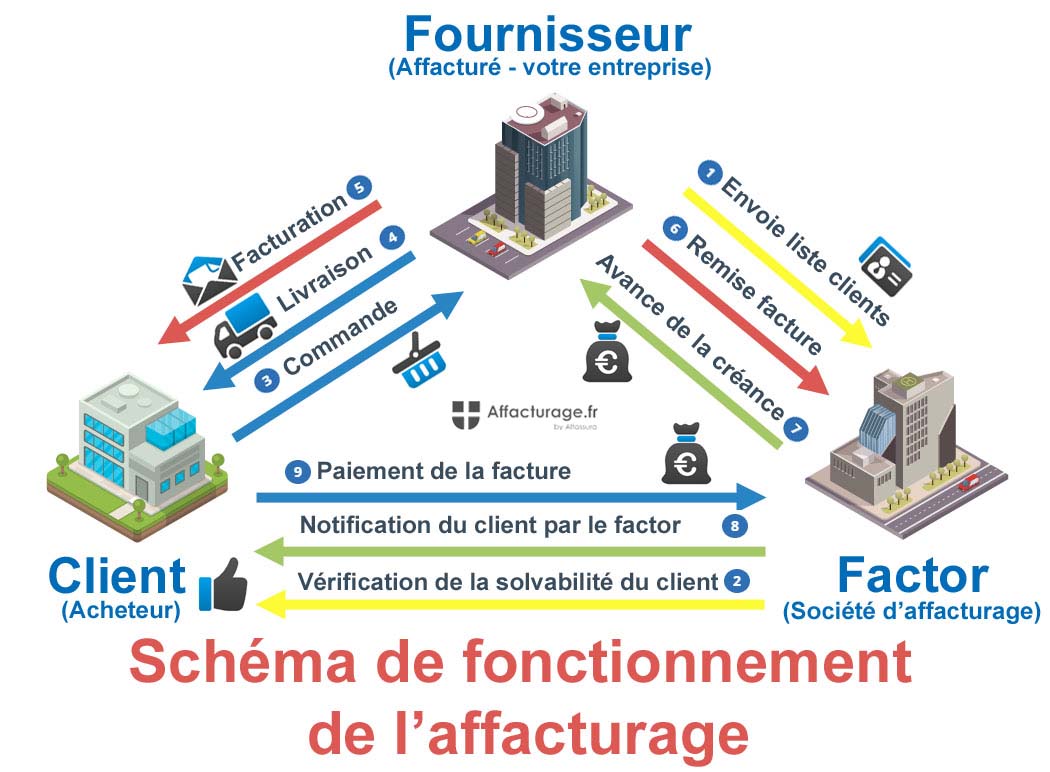 Fournisseur
(Affacturé - votre entreprise)
1 Envoie liste clients
6 Remise facture
Avance de la créance 7
Facturation 5
Livraison 4
3 Commande
Affacturage.fr
by Altassura
9 Paiement de la facture
Notification du client par le factor 8
Vérification de la solvabilité du client 2
Client
(Acheteur)
Factor
(Société d’affacturage)
Schéma de fonctionnement
de l’affacturage